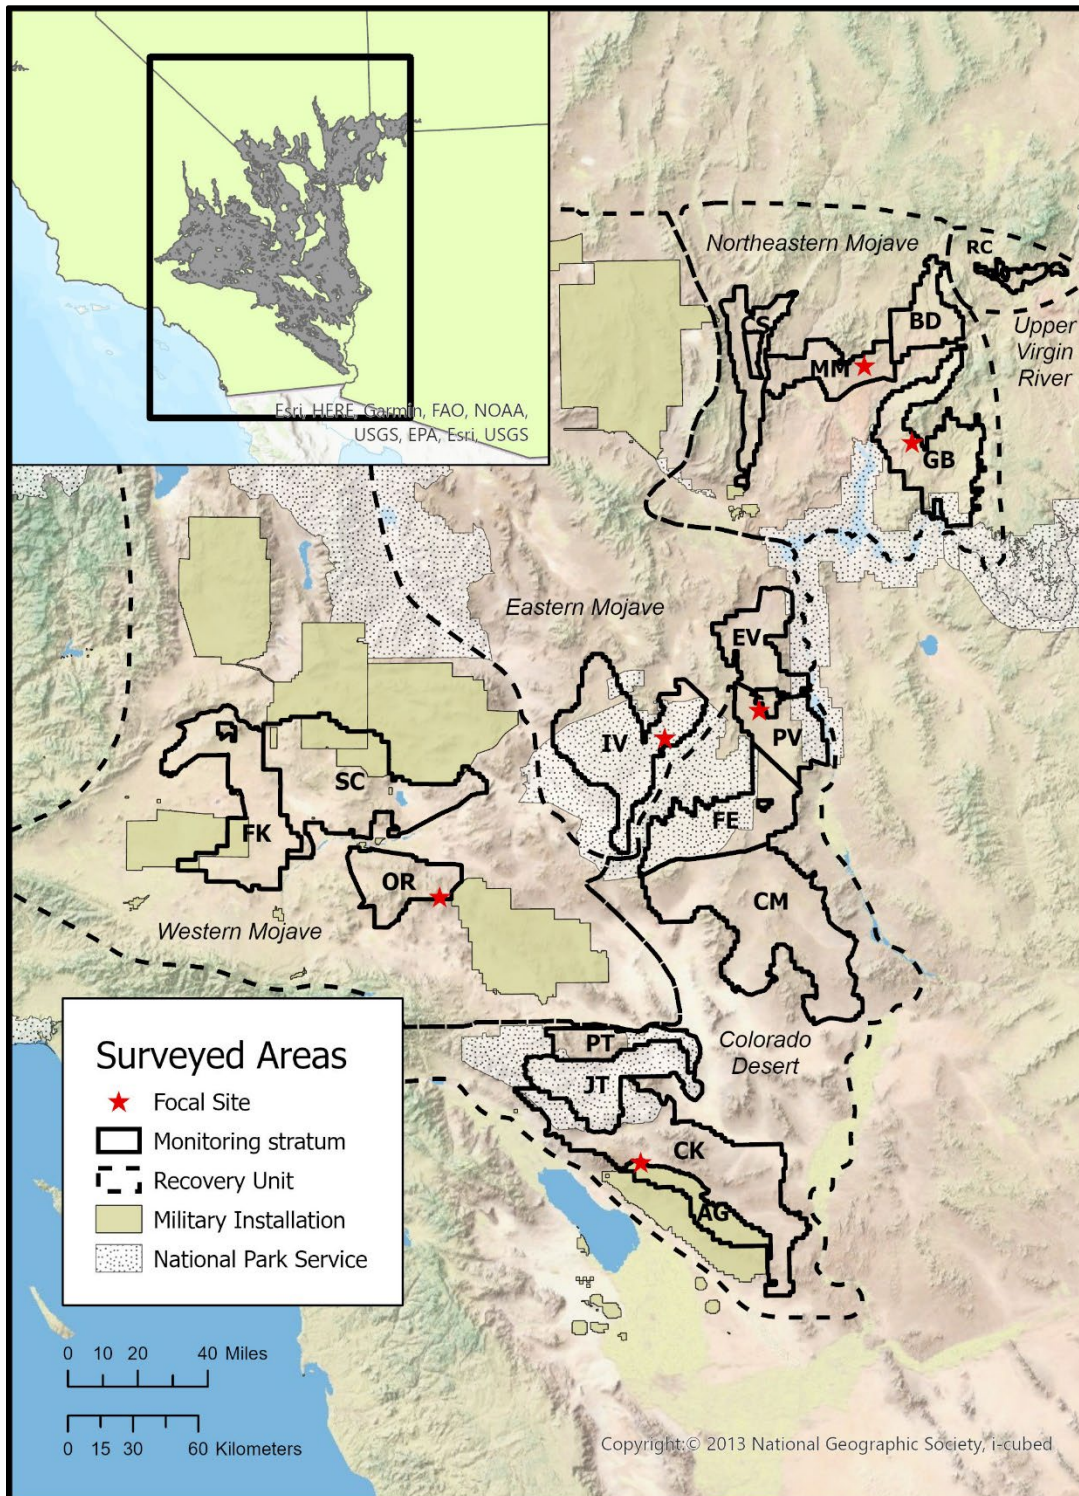 Esri, HERE, Garmin, FAO, NOAA,
USGS, EPA, Esri, USGS
Northeastern Mojave
RC
CS
BD
MM
Upper
Virgin
River
GB
Eastern Mojave
EV
IV
PV
SC
FK
FE
OR
CM
Western Mojave
PT
Colorado
Desert
JT
CK
AG
Surveyed Areas
Focal Site
Monitoring stratum
Recovery Unit
Military Installation
National Park Service
0 10 20 40 Miles
0 15 30 60 Kilometers
Copyright:© 2013 National Geographic Society, i-cubed